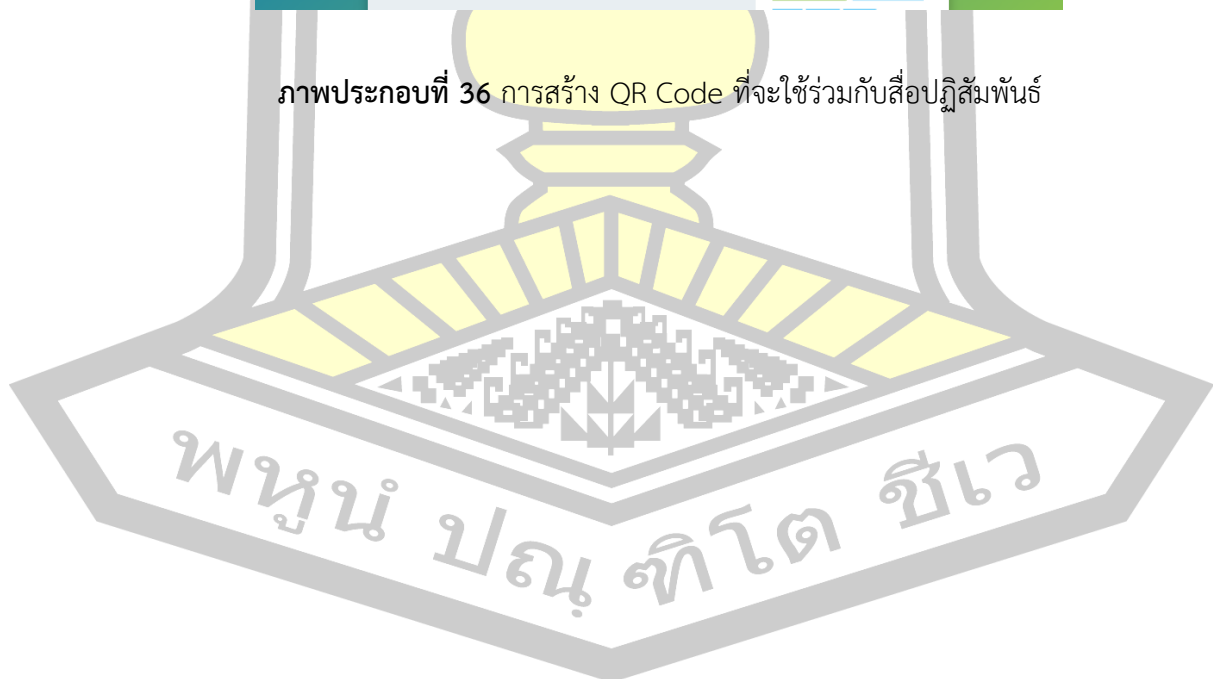 ภาพประกอบที่ 36 การสร้าง QR Code ที่จะใช้ร่วมกับสื่อปฏิสัมพันธ์
พหูนํ ปณฺฑิโต ชีเว